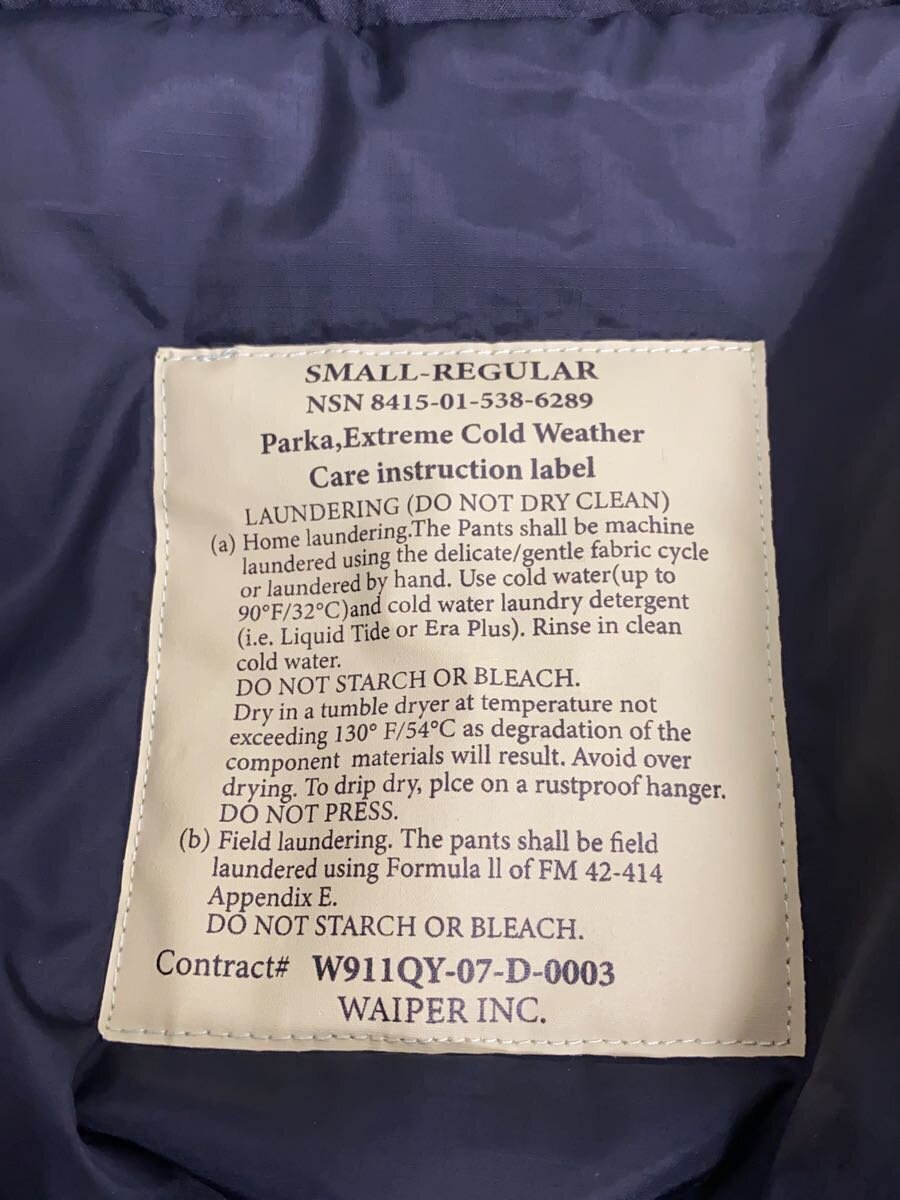 SMALL-REGULAR
NSN 8415-01-538-6289
Parka,Extreme Cold Weather
Care instruction label
LAUNDERING (DO NOT DRY CLEAN)
(a) Home laundering.The Pants shall be machine
laundered using the delicate/gentle fabric cycle
or laundered by hand. Use cold water(up to
90°F/32°C)and cold water laundry detergent
(i.e. Liquid Tide or Era Plus). Rinse in clean
cold water.
DO NOT STARCH OR BLEACH.
Dry in a tumble dryer at temperature not
exceeding 130° F/54°C as degradation of the
component materials will result. Avoid over
drying. To drip dry, plce on a rustproof hanger.
DO NOT PRESS.
(b) Field laundering. The pants shall be field
laundered using Formula ll of FM 42-414
Appendix E.
DO NOT STARCH OR BLEACH.
Contract# W911QY-07-D-0003
WAIPER INC.